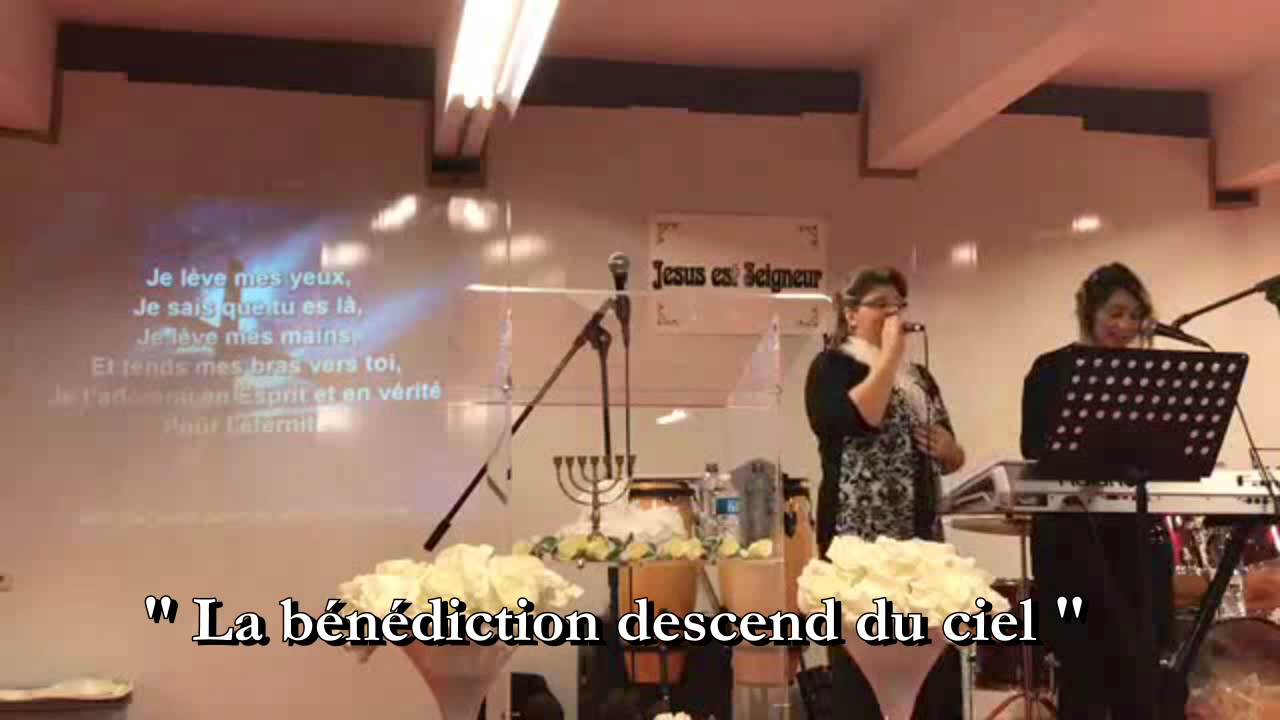 Je lève mes yeux,
Je sais que tu es là,
Je lève mes mains,
Et tends mes bras vers toi,
Je t'adorerai en Esprit et en vérité
Pour l'éternité
Jesus est Seigneur
" La bénédiction descend du ciel "